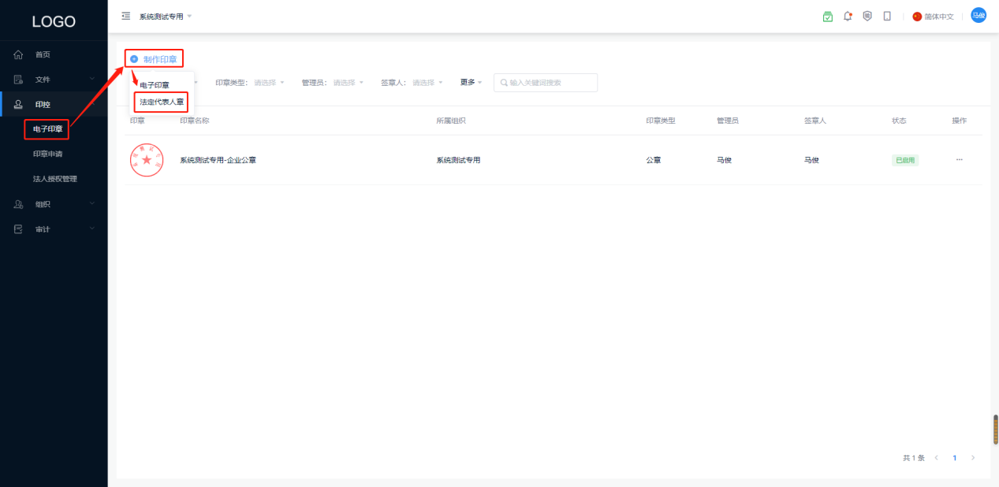 LOGO
系统测试专用
简体中文
马俊
首页
文件
印控
电子印章
印章申请
法人授权管理
组织
审计
制作印章
电子印章
法定代表人章
印章类型： 请选择
管理员： 请选择
签章人： 请选择
更多
输入关键词搜索
印章 印章名称 所属组织 印章类型 管理员 签章人 状态 操作
系统测试专用-企业公章 系统测试专用 公章 马俊 马俊 已启用 ...
共 1 条 1